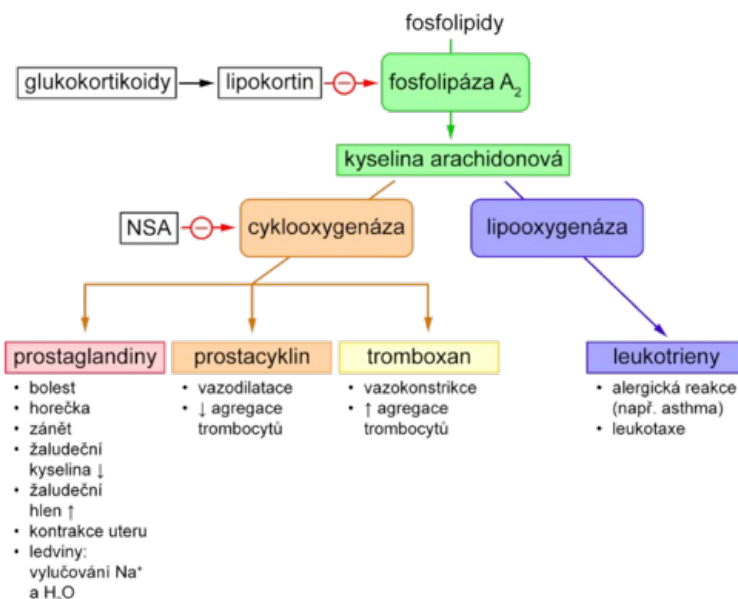 fosfolipidy
glukokortikoidy
lipokortin
fosfolipáza A₂
kyselina arachidonová
NSA
cyklooxygenáza
lipooxygenáza
prostaglandiny
• bolest
• horečka
• zánět
• žaludeční
kyselina ↓
• žaludeční
hlen ↑
• kontrakce uteru
• ledviny:
vylučování Na⁺
a H₂O
prostacyklin
• vazodilatace
• ↓ agregace
trombocytů
tromboxan
• vazokonstrikce
• ↑ agregace
trombocytů
leukotrieny
• alergická reakce
(např. asthma)
• leukotaxe